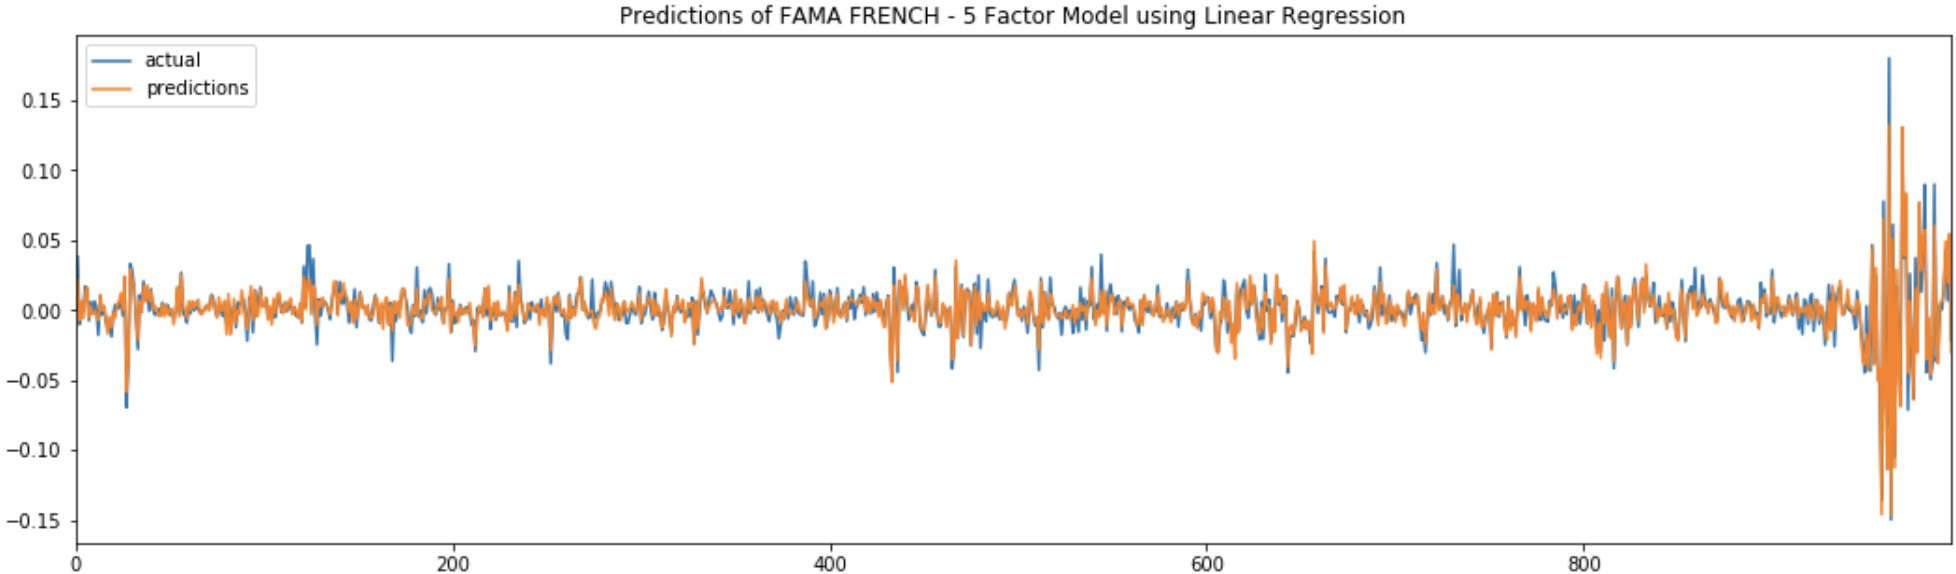 Predictions of FAMA FRENCH - 5 Factor Model using Linear Regression
actual
predictions
0.15
0.10
0.05
0.00
−0.05
−0.10
−0.15
0 200 400 600 800